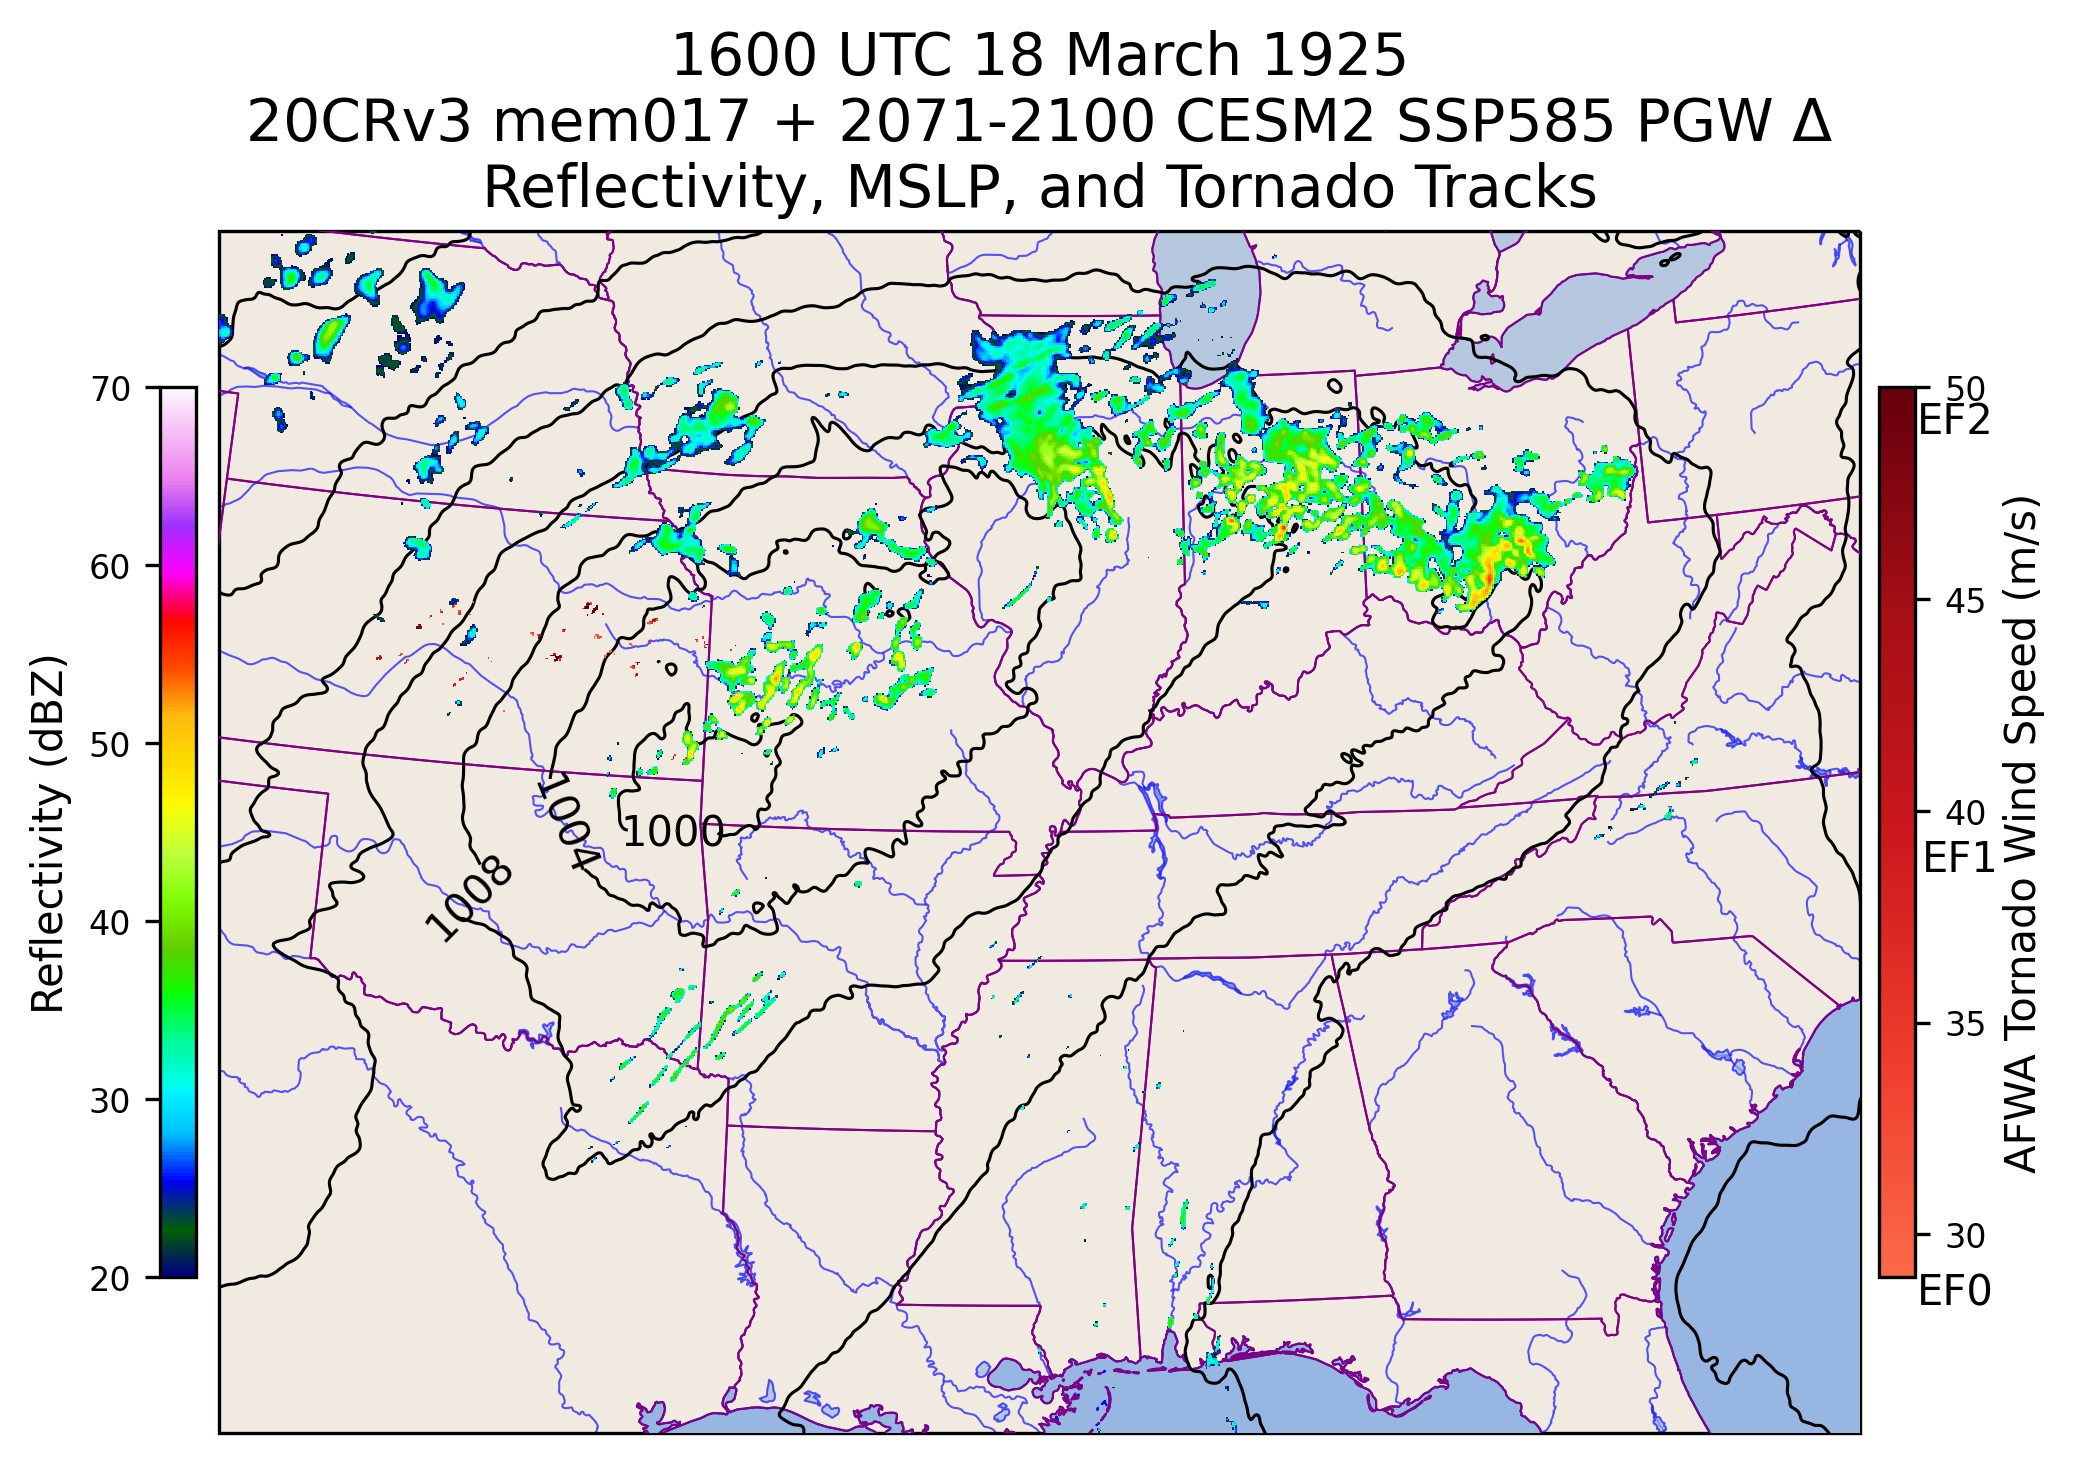 1600 UTC 18 March 1925
20CRv3 mem017 + 2071-2100 CESM2 SSP585 PGW Δ
Reflectivity, MSLP, and Tornado Tracks
Reflectivity (dBZ)
70
60
50
40
30
20
1008
1004
1000
50
EF2
45
40
EF1
35
30
EF0
AFWA Tornado Wind Speed (m/s)